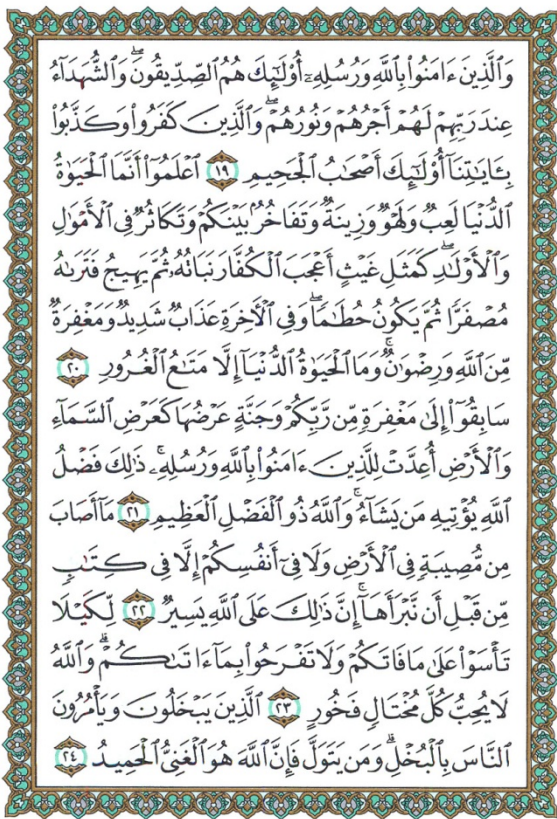 وَٱلَّذِينَ ءَامَنُوا۟ بِٱللَّهِ وَرُسُلِهِۦٓ أُو۟لَٰٓئِكَ هُمُ ٱلصِّدِّيقُونَ ۖ وَٱلشُّهَدَآءُ
عِندَ رَبِّهِمْ لَهُمْ أَجْرُهُمْ وَنُورُهُمْ ۖ وَٱلَّذِينَ كَفَرُوا۟ وَكَذَّبُوا۟
بِـَٔايَٰتِنَآ أُو۟لَٰٓئِكَ أَصْحَٰبُ ٱلْجَحِيمِ ١٩ ٱعْلَمُوٓا۟ أَنَّمَا ٱلْحَيَوٰةُ
ٱلدُّنْيَا لَعِبٌ وَلَهْوٌ وَزِينَةٌ وَتَفَاخُرٌۢ بَيْنَكُمْ وَتَكَاثُرٌ فِى ٱلْأَمْوَٰلِ
وَٱلْأَوْلَٰدِ ۖ كَمَثَلِ غَيْثٍ أَعْجَبَ ٱلْكُفَّارَ نَبَاتُهُۥ ثُمَّ يَهِيجُ فَتَرَىٰهُ
مُصْفَرًّا ثُمَّ يَكُونُ حُطَٰمًا ۖ وَفِى ٱلْءَاخِرَةِ عَذَابٌ شَدِيدٌ وَمَغْفِرَةٌ
مِّنَ ٱللَّهِ وَرِضْوَٰنٌ ۚ وَمَا ٱلْحَيَوٰةُ ٱلدُّنْيَآ إِلَّا مَتَٰعُ ٱلْغُرُورِ ٢٠
سَابِقُوٓا۟ إِلَىٰ مَغْفِرَةٍ مِّن رَّبِّكُمْ وَجَنَّةٍ عَرْضُهَا كَعَرْضِ ٱلسَّمَآءِ
وَٱلْأَرْضِ أُعِدَّتْ لِلَّذِينَ ءَامَنُوا۟ بِٱللَّهِ وَرُسُلِهِۦ ۚ ذَٰلِكَ فَضْلُ
ٱللَّهِ يُؤْتِيهِ مَن يَشَآءُ ۚ وَٱللَّهُ ذُو ٱلْفَضْلِ ٱلْعَظِيمِ ٢١ مَآ أَصَابَ
مِن مُّصِيبَةٍ فِى ٱلْأَرْضِ وَلَا فِىٓ أَنفُسِكُمْ إِلَّا فِى كِتَٰبٍ
مِّن قَبْلِ أَن نَّبْرَأَهَآ ۚ إِنَّ ذَٰلِكَ عَلَى ٱللَّهِ يَسِيرٌ ٢٢ لِّكَيْلَا
تَأْسَوْا۟ عَلَىٰ مَا فَاتَكُمْ وَلَا تَفْرَحُوا۟ بِمَآ ءَاتَىٰكُمْ ۗ وَٱللَّهُ
لَا يُحِبُّ كُلَّ مُخْتَالٍ فَخُورٍ ٢٣ ٱلَّذِينَ يَبْخَلُونَ وَيَأْمُرُونَ
ٱلنَّاسَ بِٱلْبُخْلِ ۗ وَمَن يَتَوَلَّ فَإِنَّ ٱللَّهَ هُوَ ٱلْغَنِىُّ ٱلْحَمِيدُ ٢٤